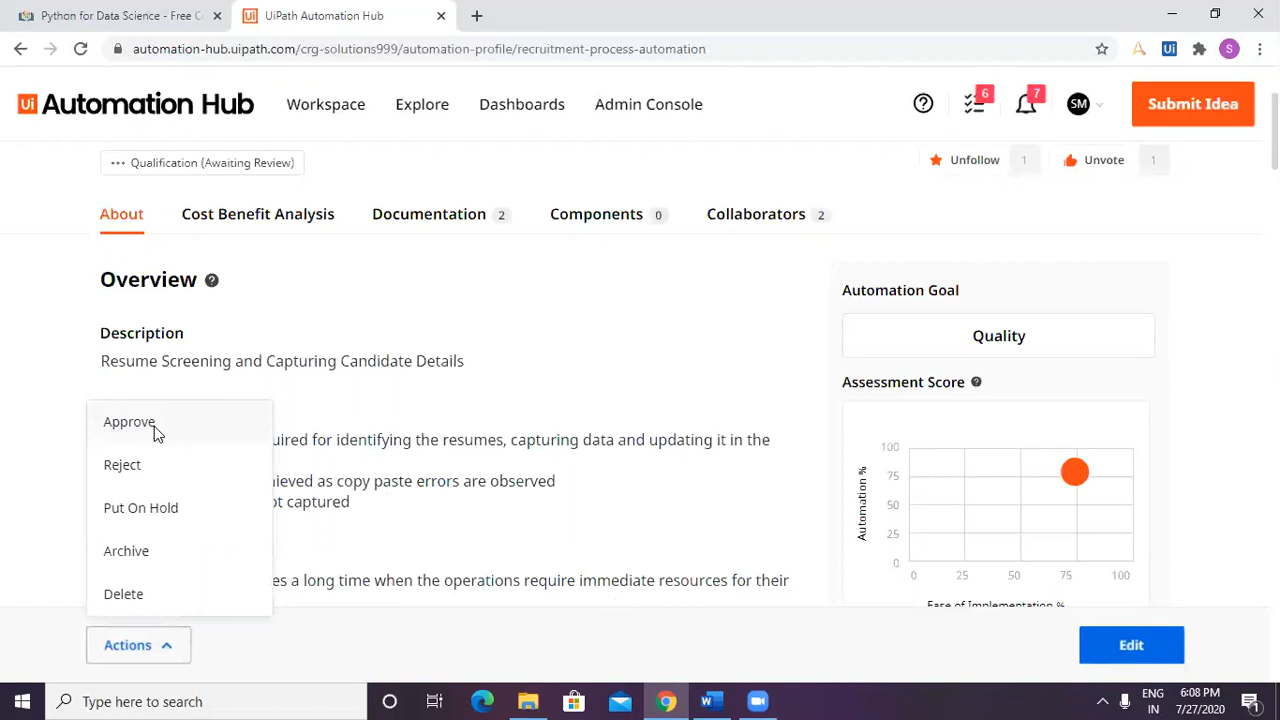 Python for Data Science - Free C
UiPath Automation Hub
automation-hub.uipath.com/crg-solutions999/automation-profile/recruitment-process-automation
Ui
S
Ui Automation Hub
Workspace
Explore
Dashboards
Admin Console
6
7
SM
Submit Idea
Qualification (Awaiting Review)
Unfollow 1
Unvote 1
About
Cost Benefit Analysis
Documentation 2
Components 0
Collaborators 2
Overview
Description
Resume Screening and Capturing Candidate Details
uired for identifying the resumes, capturing data and updating it in the
hieved as copy paste errors are observed
ot captured
es a long time when the operations require immediate resources for their
Approve
Reject
Put On Hold
Archive
Delete
Actions
Automation Goal
Quality
Assessment Score
Automation %
100
75
50
25
0
0 25 50 75 100
Ease of Implementation %
Edit
Type here to search
ENG
IN
6:08 PM
7/27/2020
1